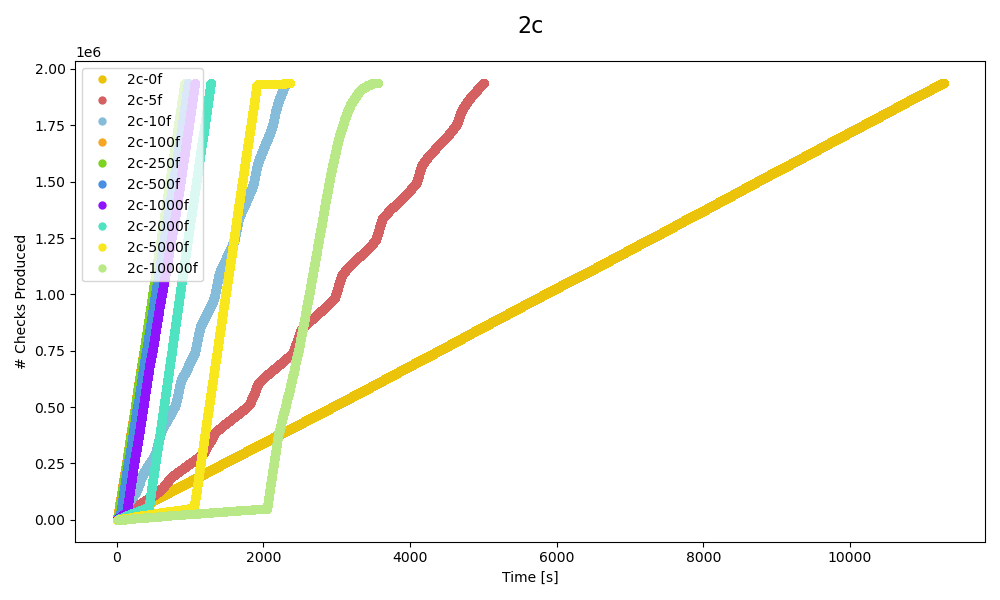 2c
1e6
2c-0f
2c-5f
2c-10f
2c-100f
2c-250f
2c-500f
2c-1000f
2c-2000f
2c-5000f
2c-10000f
# Checks Produced
2.00
1.75
1.50
1.25
1.00
0.75
0.50
0.25
0.00
0 2000 4000 6000 8000 10000
Time [s]